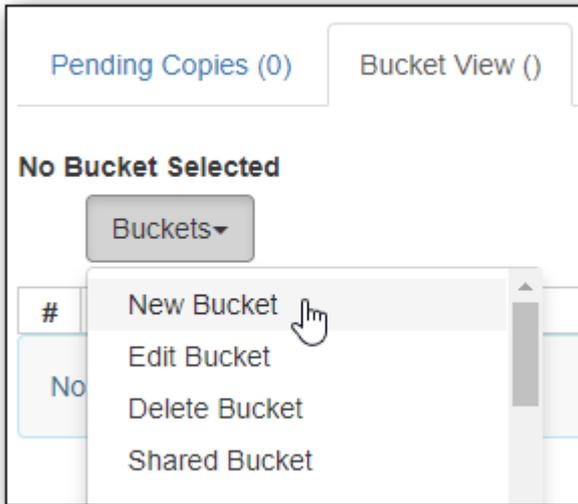 Pending Copies (0) Bucket View ()
No Bucket Selected
Buckets
# New Bucket
Edit Bucket
No
Delete Bucket
Shared Bucket